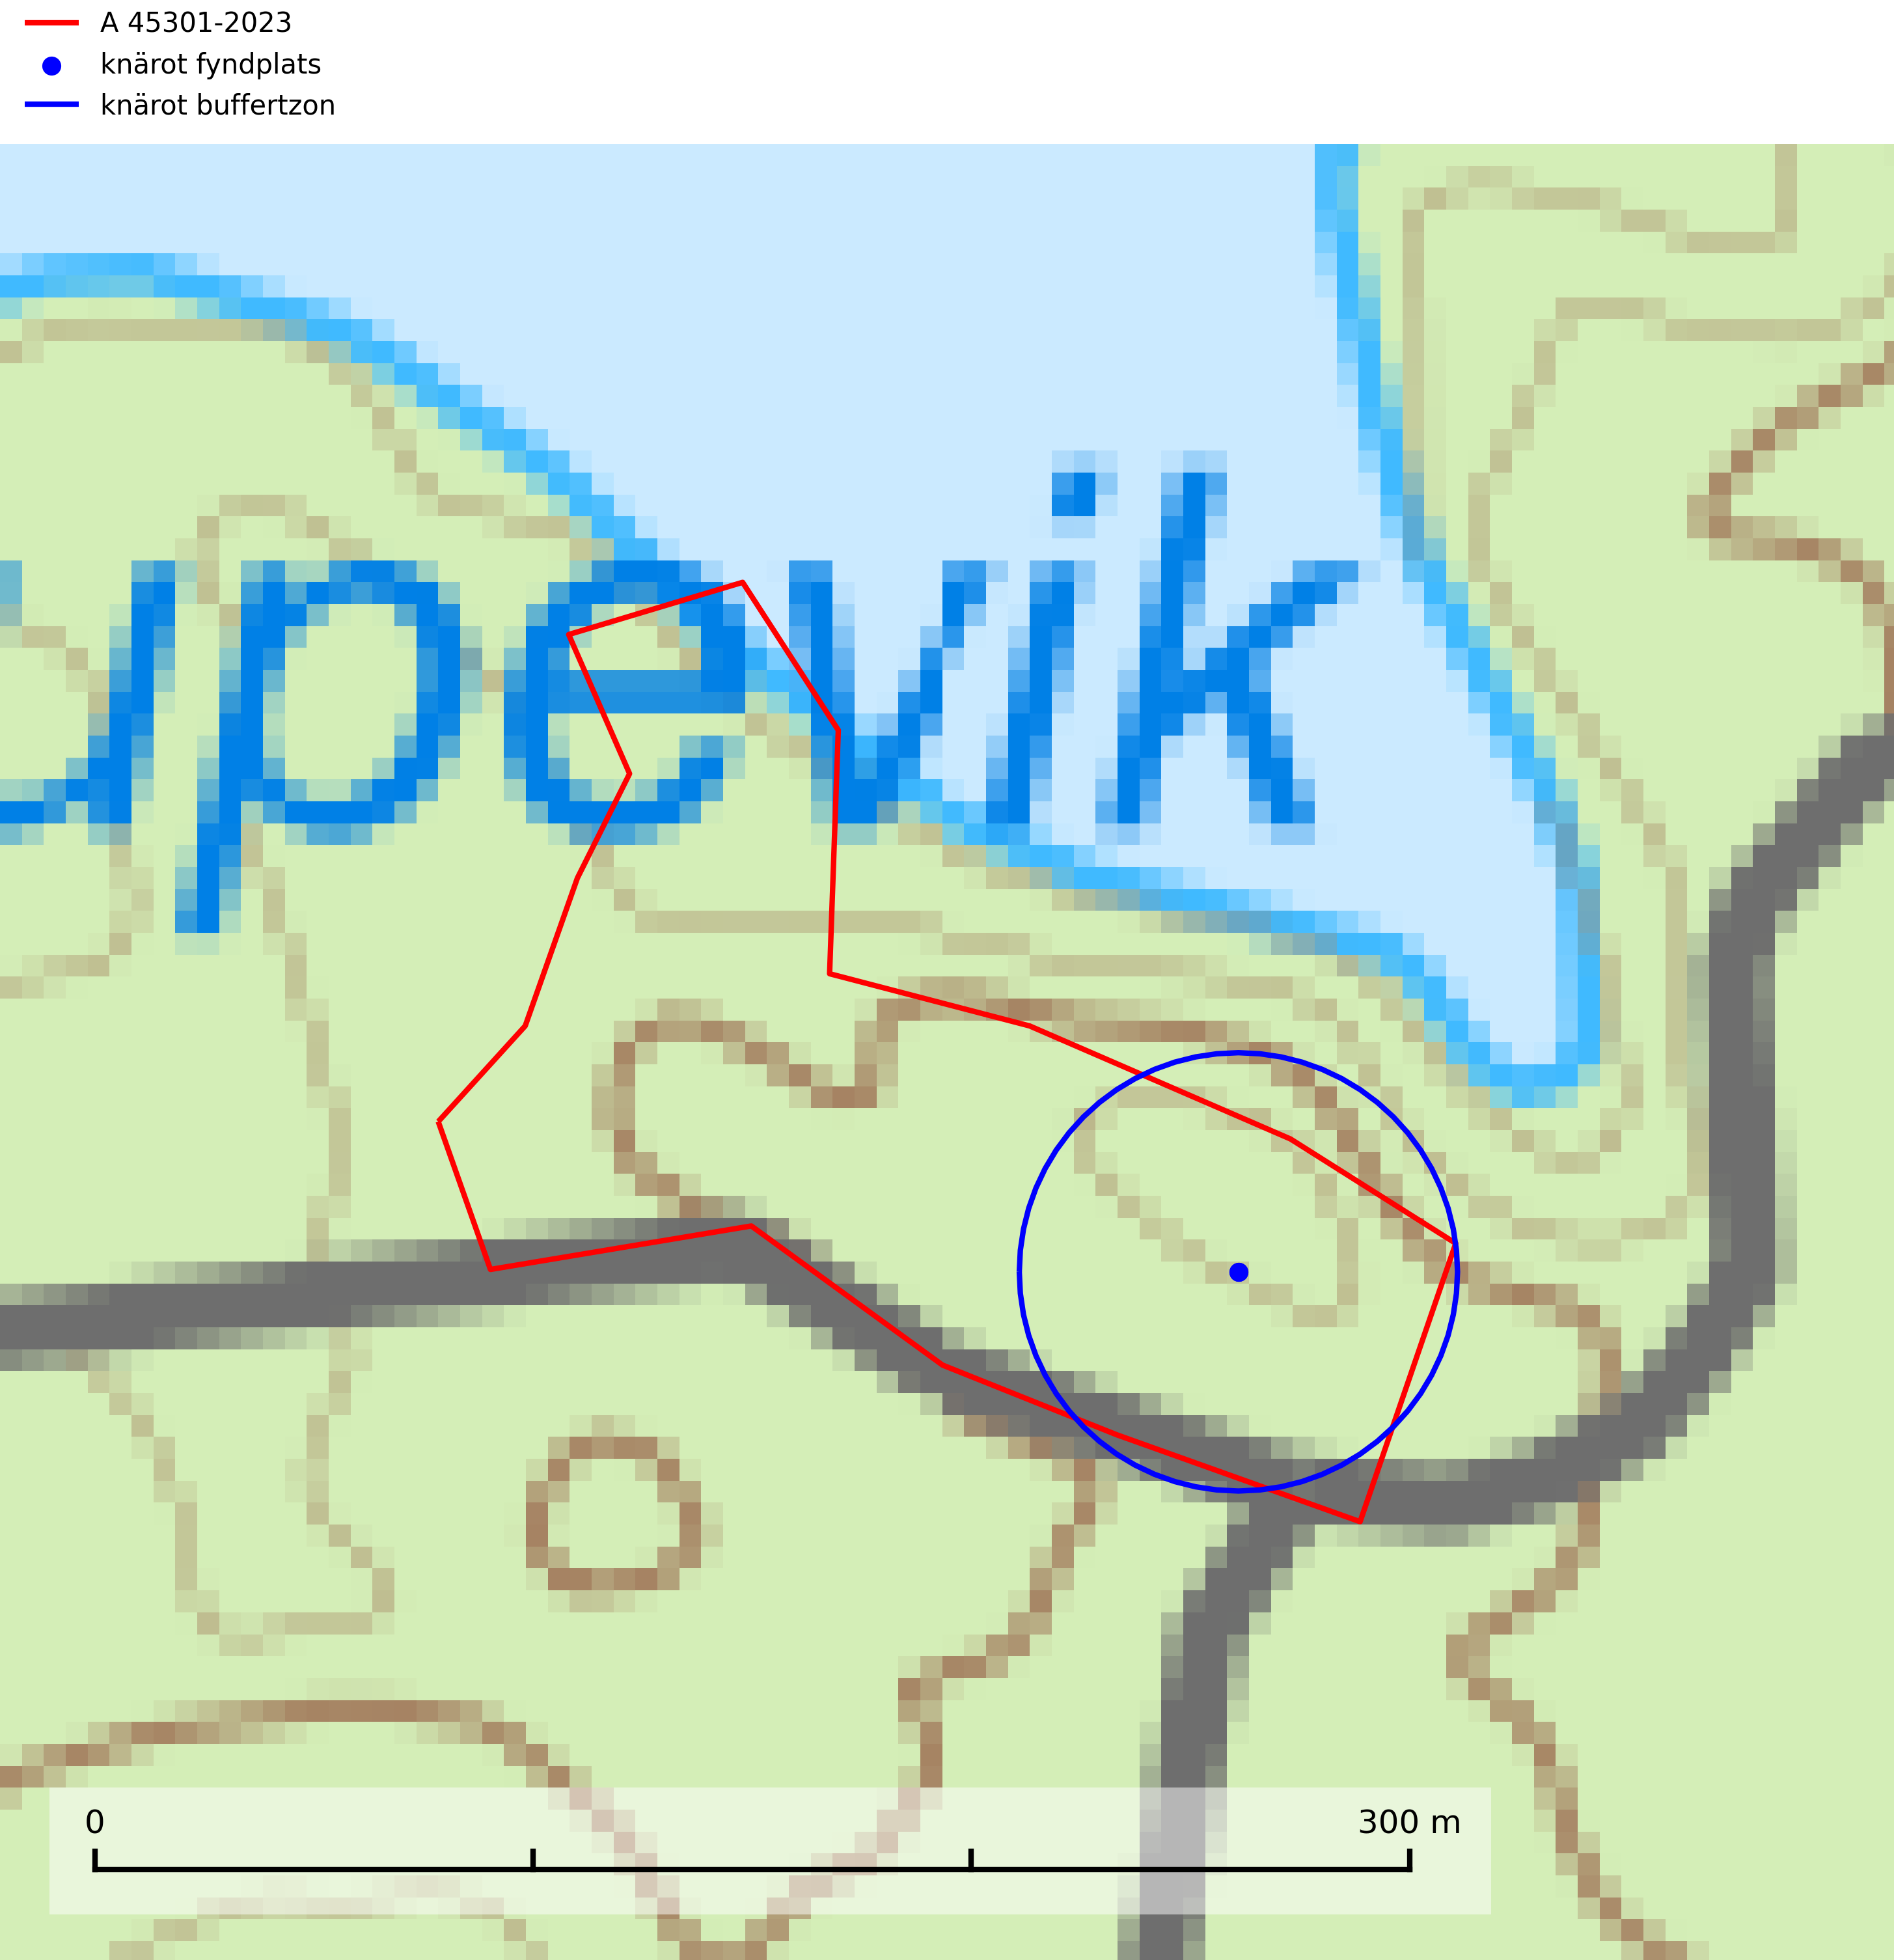 A 45301-2023
knärot fyndplats
knärot buffertzon
0
300 m